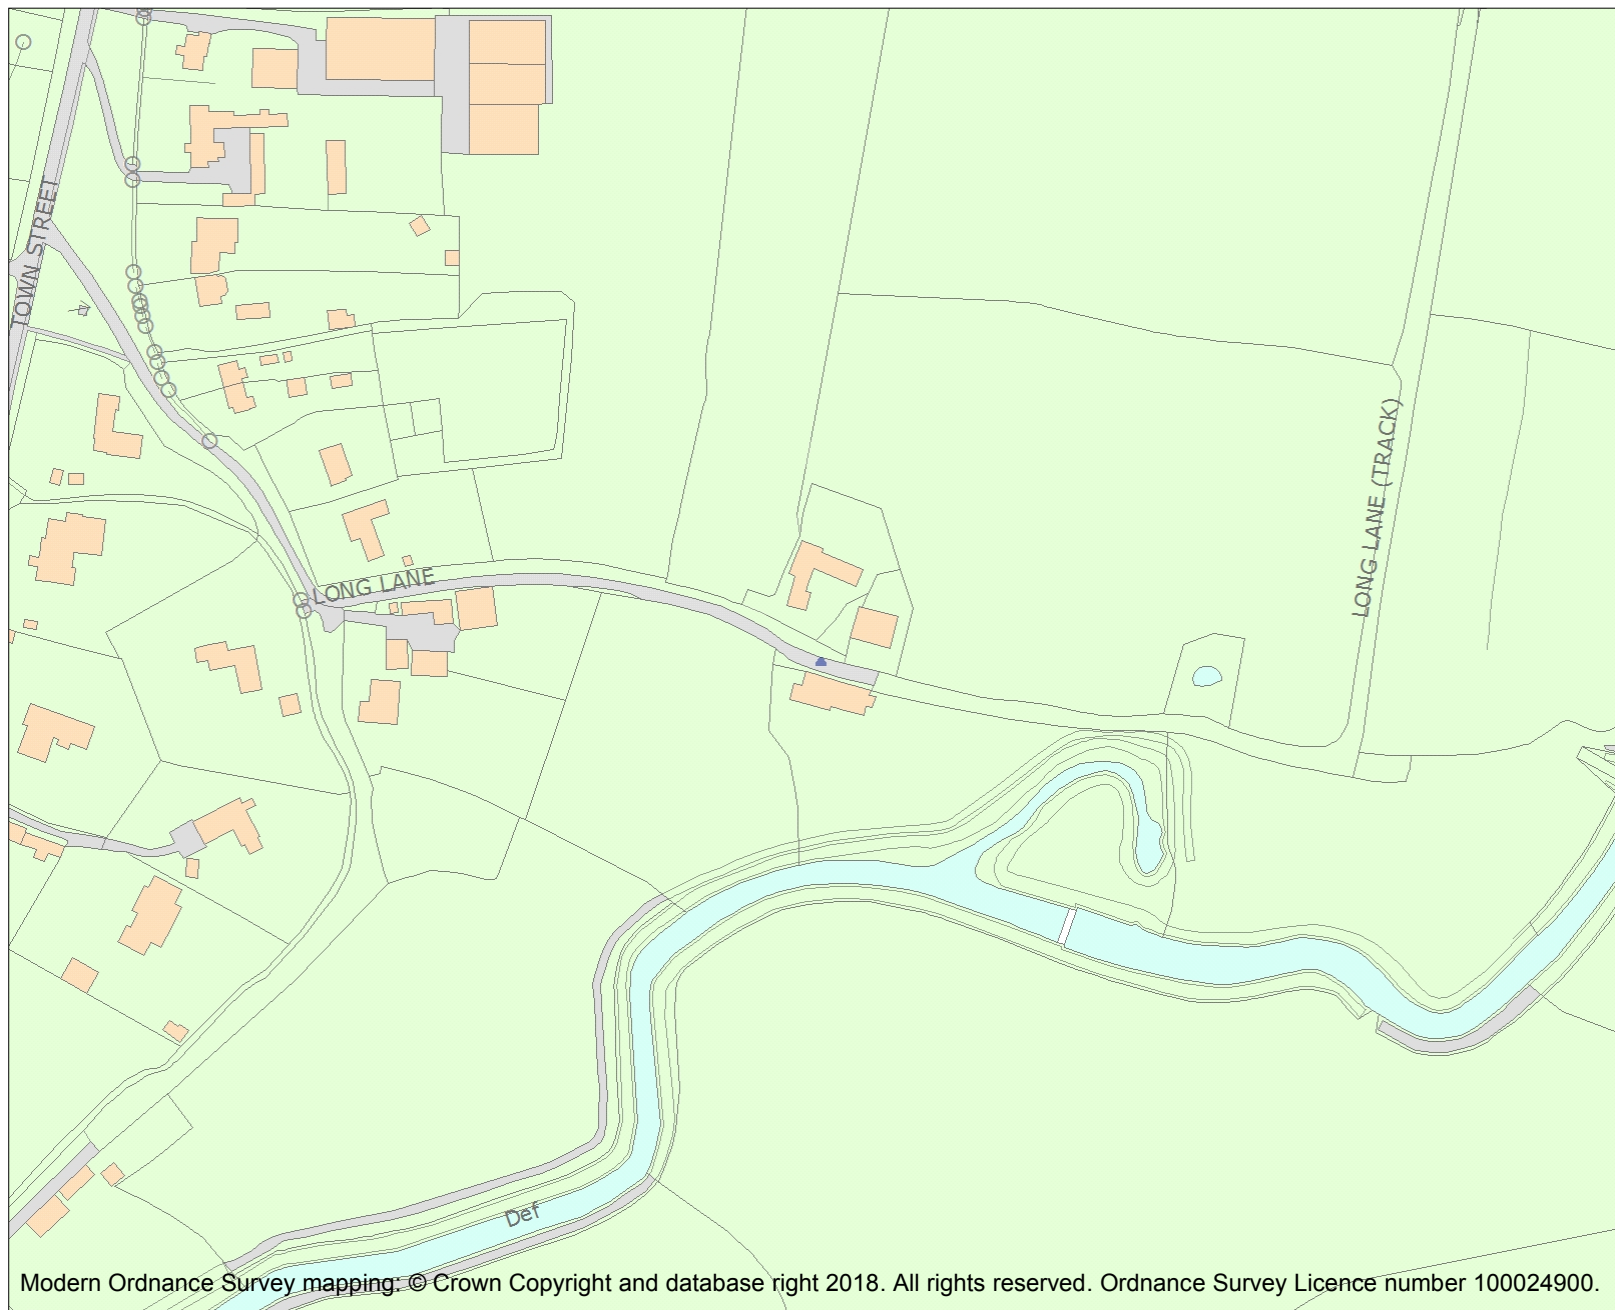 TOWN STREET
LONG LANE (TRACK)
LONG LANE
Def
Modern Ordnance Survey mapping: © Crown Copyright and database right 2018. All rights reserved. Ordnance Survey Licence number 100024900.